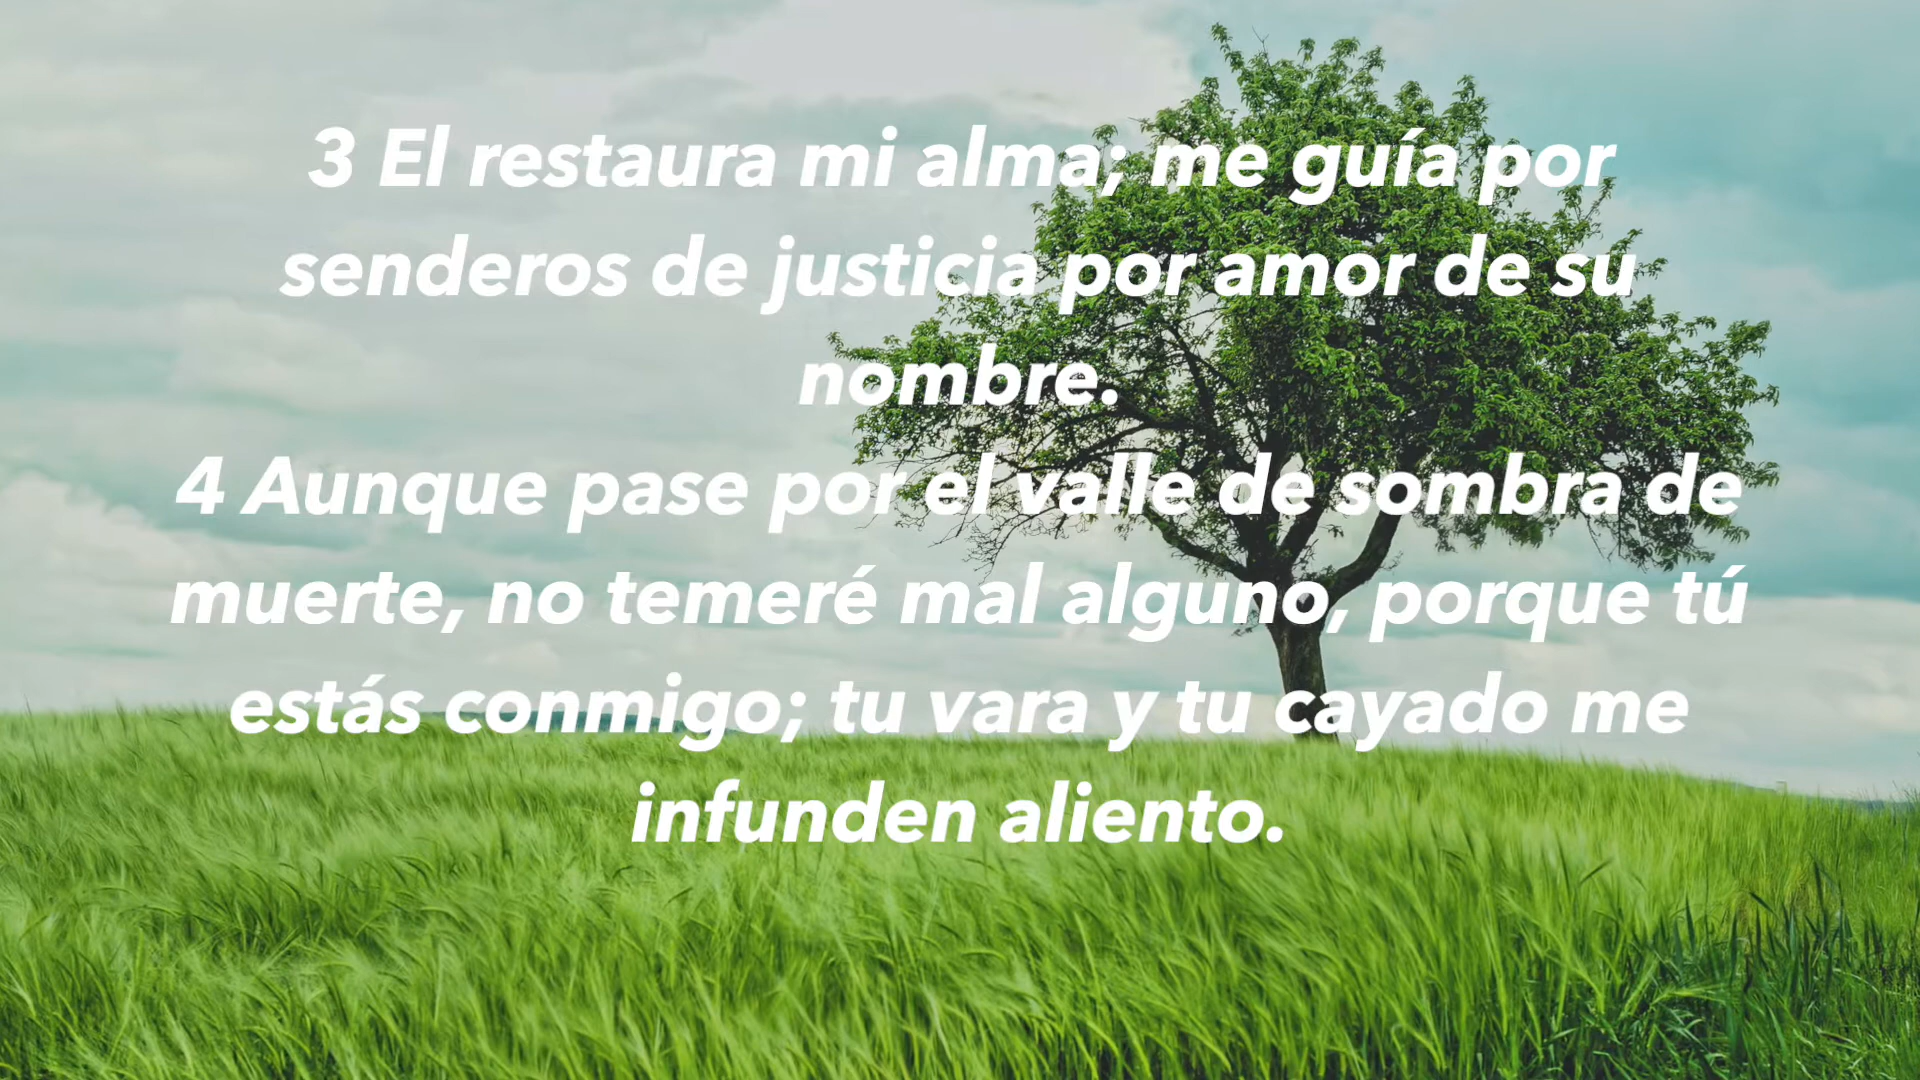 3 El restaura mi alma; me guía por
senderos de justicia por amor de su
nombre.
4 Aunque pase por el valle de sombra de
muerte, no temeré mal alguno, porque tú
estás conmigo; tu vara y tu cayado me
infunden aliento.